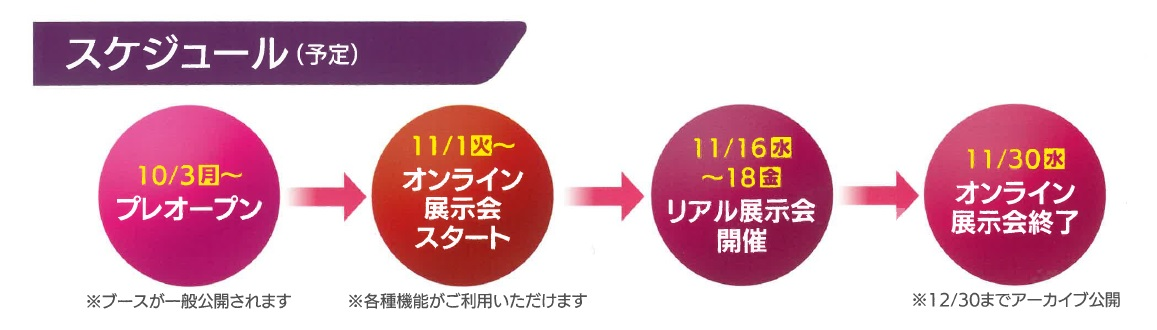 スケジュール(予定)
10/3月～
プレオープン
※ブースが一般公開されます
11/1火～
オンライン
展示会
スタート
※各種機能がご利用いただけます
11/16水
～18金
リアル展示会
開催
11/30水
オンライン
展示会終了
※12/30までアーカイブ公開